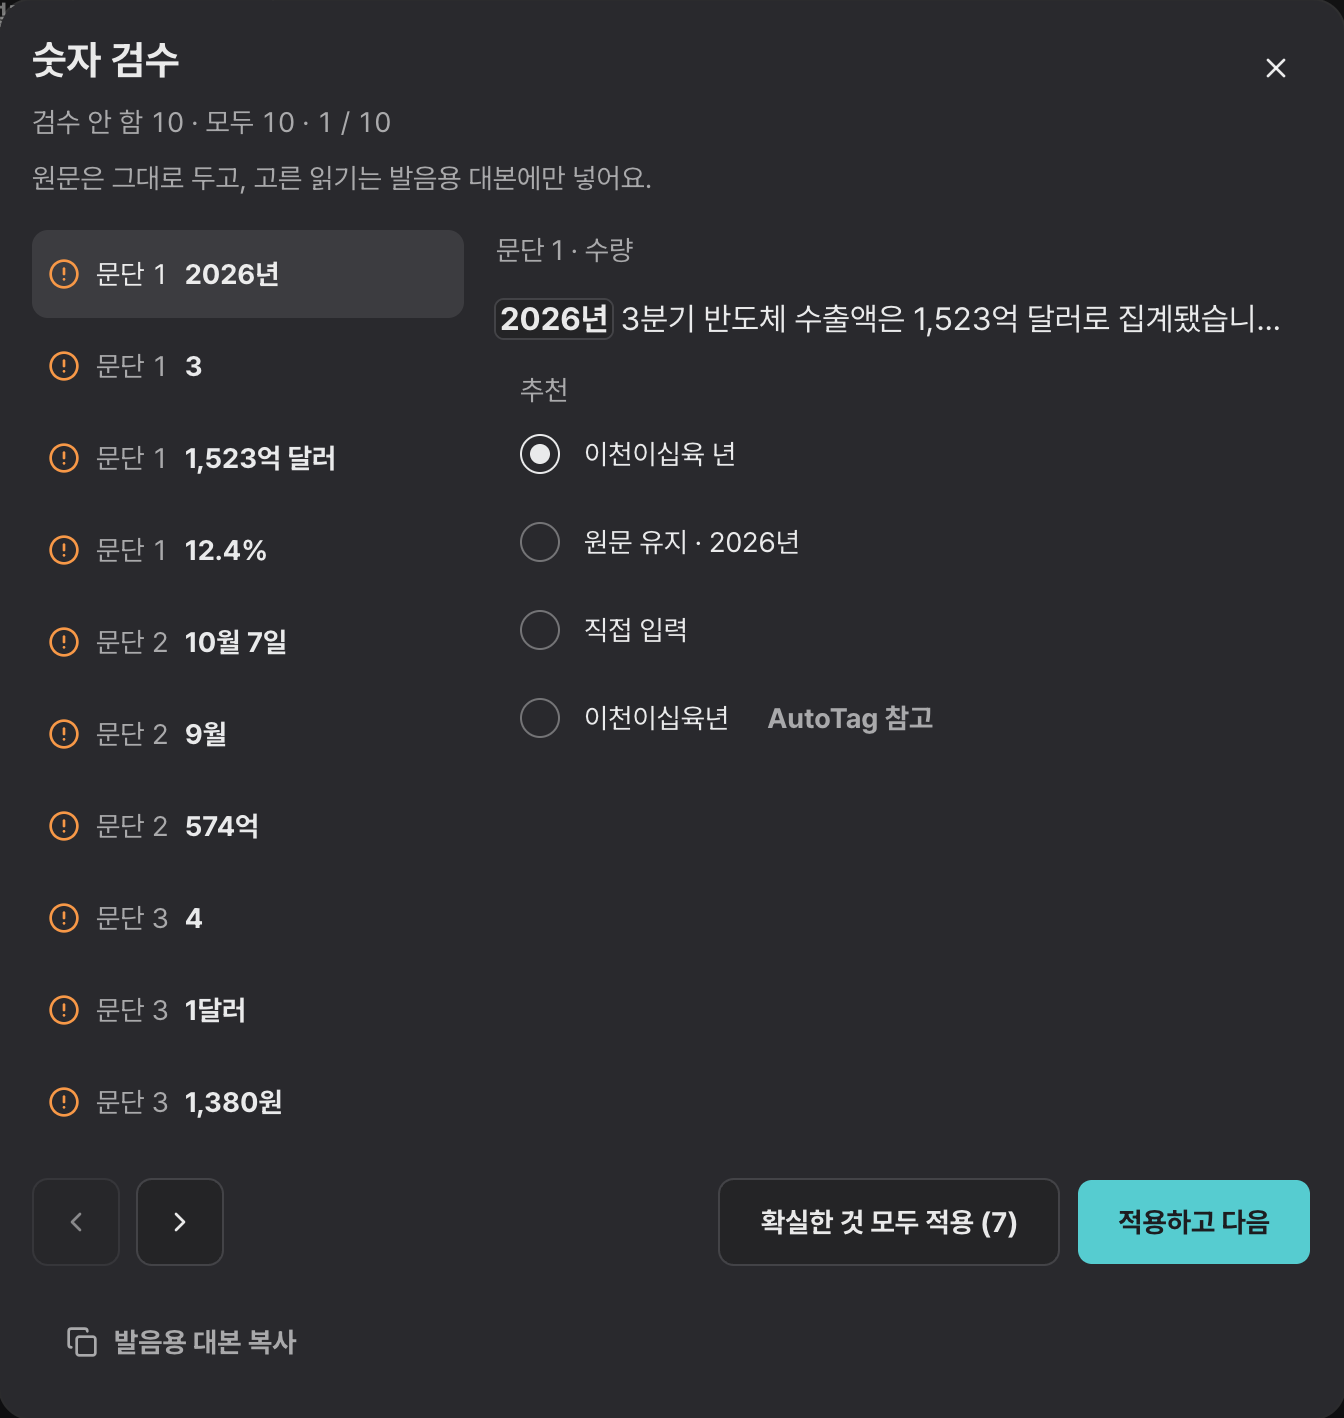 숫자 검수
검수 안 함 10 · 모두 10 · 1 / 10
원문은 그대로 두고, 고른 읽기는 발음용 대본에만 넣어요.
문단 1 2026년
문단 1 3
문단 1 1,523억 달러
문단 1 12.4%
문단 2 10월 7일
문단 2 9월
문단 2 574억
문단 3 4
문단 3 1달러
문단 3 1,380원
문단 1 · 수량
2026년 3분기 반도체 수출액은 1,523억 달러로 집계됐습니...
추천
이천이십육 년
원문 유지 · 2026년
직접 입력
이천이십육년 AutoTag 참고
확실한 것 모두 적용 (7)
적용하고 다음
발음용 대본 복사